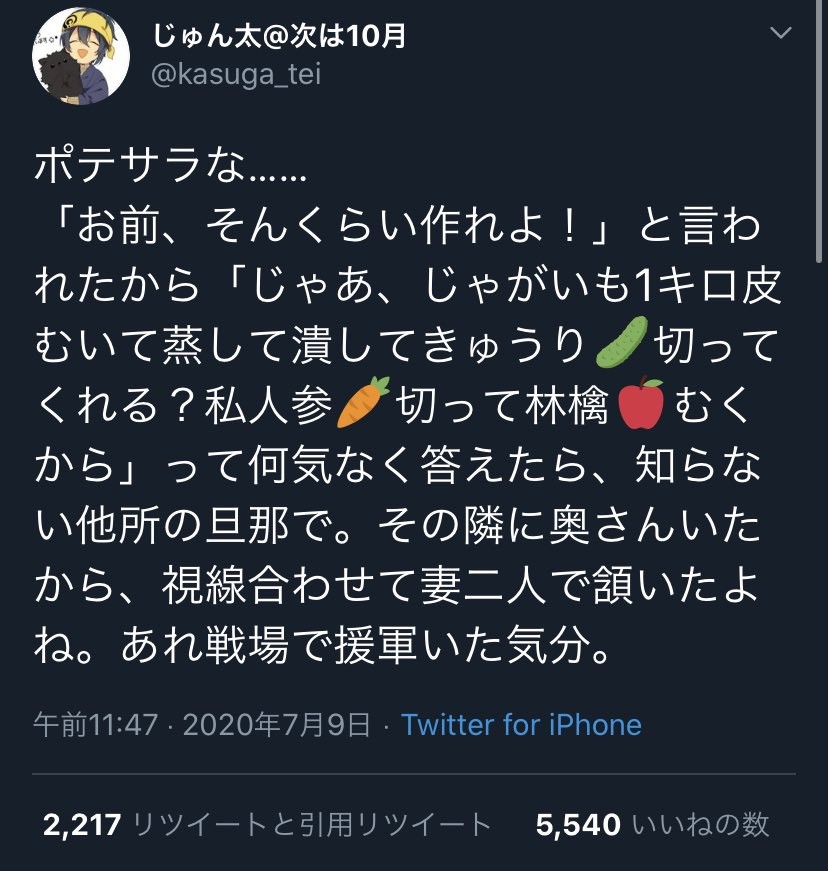 じゅん太@次は10月
@kasuga_tei
ポテサラな……
「お前、そんくらい作れよ！」と言わ
れたから「じゃあ、じゃがいも1キロ皮
むいて蒸して潰してきゅうり🥒切って
くれる？私人参🥕切って林檎🍎むく
から」って何気なく答えたら、知らな
い他所の旦那で。その隣に奥さんいた
から、視線合わせて妻二人で頷いたよ
ね。あれ戦場で援軍いた気分。
午前11:47 · 2020年7月9日 · Twitter for iPhone
2,217 リツイートと引用リツイート 5,540 いいねの数